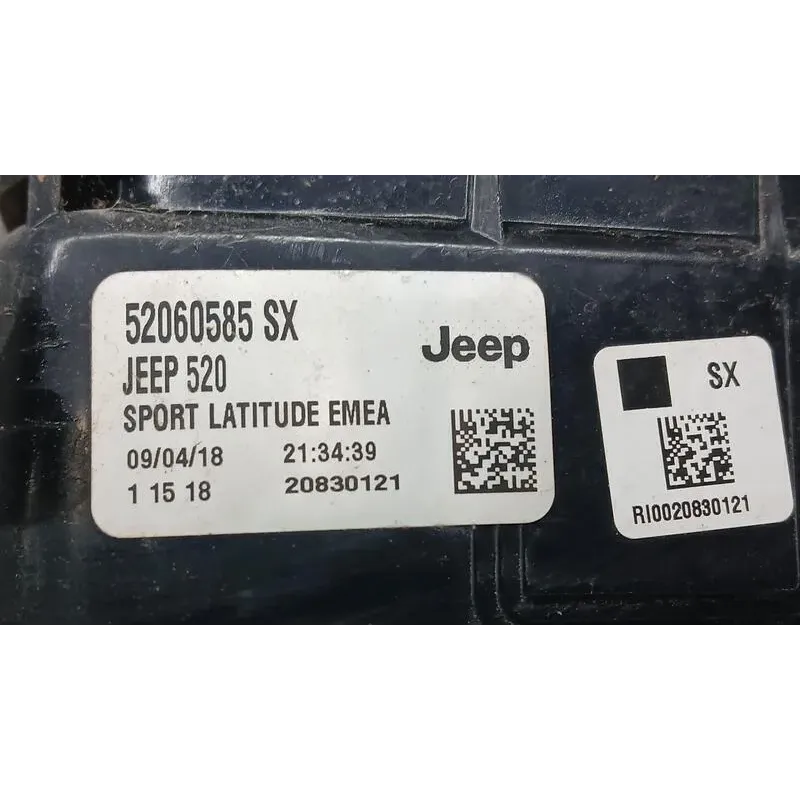 52060585 SX
JEEP 520
SPORT LATITUDE EMEA
09/04/18 21:34:39
1 15 18 20830121
Jeep
SX
RI0020830121